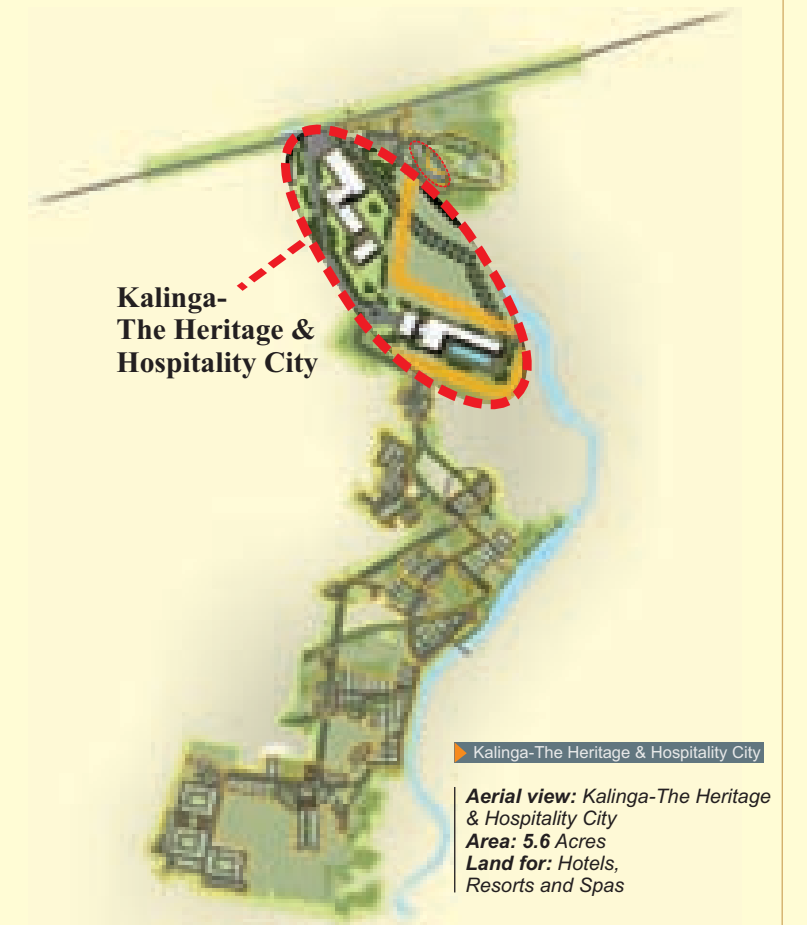 Kalinga-
The Heritage &
Hospitality City
Kalinga-The Heritage & Hospitality City
Aerial view: Kalinga-The Heritage
& Hospitality City
Area: 5.6 Acres
Land for: Hotels,
Resorts and Spas